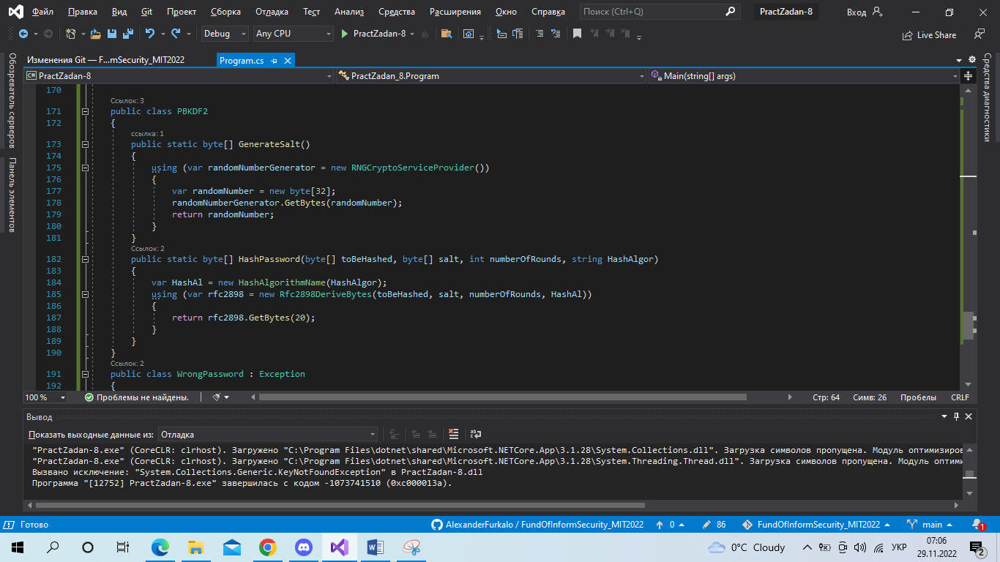 Файл Правка Вид Git Проект Сборка Отладка Тест Анализ Средства Расширения Окно Справка Поиск (Ctrl+Q) PractZadan-8 Вход
Debug Any CPU PractZadan-8 Live Share
Обозреватель серверов
Панель элементов
Средства диагностики
Изменения Git — F...mSecurity_MIT2022 Program.cs
C# PractZadan-8 PractZadan_8.Program Main(string[] args)
170
Ссылок: 3
171 public class PBKDF2
172 {
ссылка: 1
173 public static byte[] GenerateSalt()
174 {
175 using (var randomNumberGenerator = new RNGCryptoServiceProvider())
176 {
177 var randomNumber = new byte[32];
178 randomNumberGenerator.GetBytes(randomNumber);
179 return randomNumber;
180 }
181 }
Ссылок: 2
182 public static byte[] HashPassword(byte[] toBeHashed, byte[] salt, int numberOfRounds, string HashAlgor)
183 {
184 var HashAl = new HashAlgorithmName(HashAlgor);
185 using (var rfc2898 = new Rfc2898DeriveBytes(toBeHashed, salt, numberOfRounds, HashAl))
186 {
187 return rfc2898.GetBytes(20);
188 }
189 }
190 }
Ссылок: 2
191 public class WrongPassword : Exception
192 {
100 % Проблемы не найдены. Стр: 64 Симв: 26 Пробелы CRLF
Вывод
Показать выходные данные из: Отладка
"PractZadan-8.exe" (CoreCLR: clrhost). Загружено "C:\Program Files\dotnet\shared\Microsoft.NETCore.App\3.1.28\System.Collections.dll". Загрузка символов пропущена. Модуль оптимизиров
"PractZadan-8.exe" (CoreCLR: clrhost). Загружено "C:\Program Files\dotnet\shared\Microsoft.NETCore.App\3.1.28\System.Threading.Thread.dll". Загрузка символов пропущена. Модуль оптими
Вызвано исключение: "System.Collections.Generic.KeyNotFoundException" в PractZadan-8.dll
Программа "[12752] PractZadan-8.exe" завершилась с кодом -1073741510 (0xc000013a).
Готово AlexanderFurkalo / FundOfInformSecurity_MIT2022 0 86 FundOfInformSecurity_MIT2022 main 1
0°C Cloudy УКР 07:06
29.11.2022 2